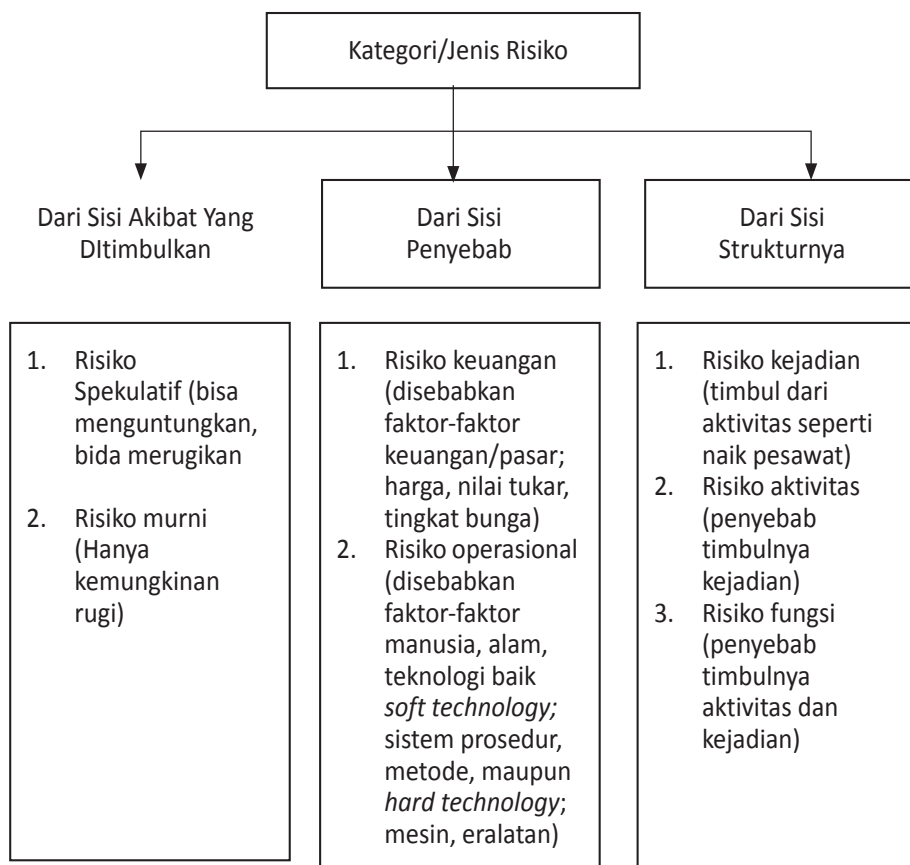 Kategori/Jenis Risiko
Dari Sisi Akibat Yang
DItimbulkan
Dari Sisi
Penyebab
Dari Sisi
Strukturnya
1. Risiko
Spekulatif (bisa
menguntungkan,
bida merugikan
2. Risiko murni
(Hanya
kemungkinan
rugi)
1. Risiko keuangan
(disebabkan
faktor-faktor
keuangan/pasar;
harga, nilai tukar,
tingkat bunga)
2. Risiko operasional
(disebabkan
faktor-faktor
manusia, alam,
teknologi baik
soft technology;
sistem prosedur,
metode, maupun
hard technology;
mesin, eralatan)
1. Risiko kejadian
(timbul dari
aktivitas seperti
naik pesawat)
2. Risiko aktivitas
(penyebab
timbulnya
kejadian)
3. Risiko fungsi
(penyebab
timbulnya
aktivitas dan
kejadian)